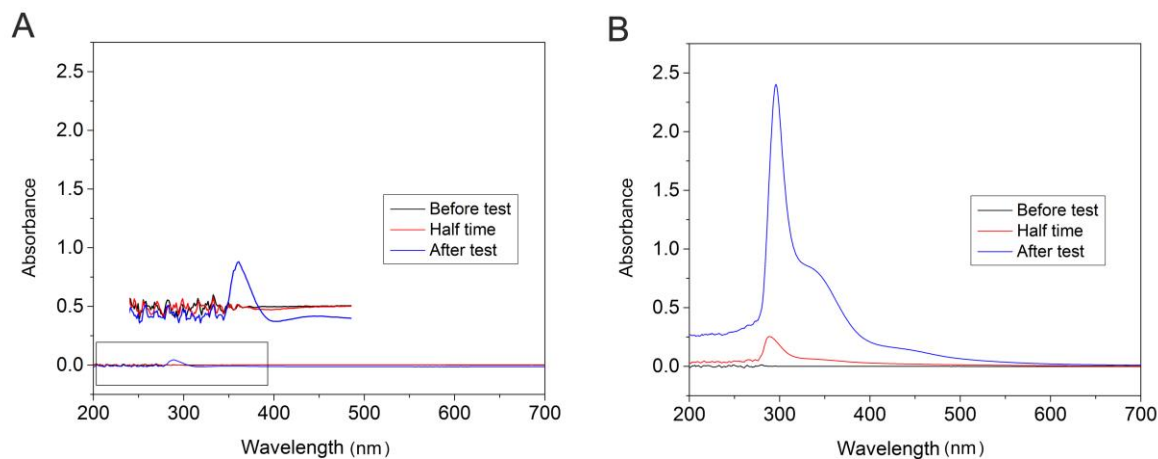 A
2.5
2.0
1.5
1.0
0.5
0.0
Absorbance
Before test
Half time
After test
200 300 400 500 600 700
Wavelength (nm)
B
2.5
2.0
1.5
1.0
0.5
0.0
Absorbance
Before test
Half time
After test
200 300 400 500 600 700
Wavelength (nm)